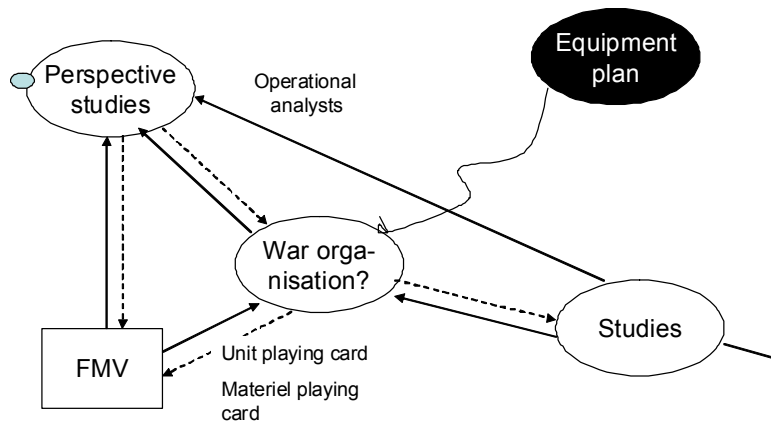 Equipment
plan
Perspective
studies
Operational
analysts
War orga-
nisation?
Studies
FMV
Unit playing card
Materiel playing
card